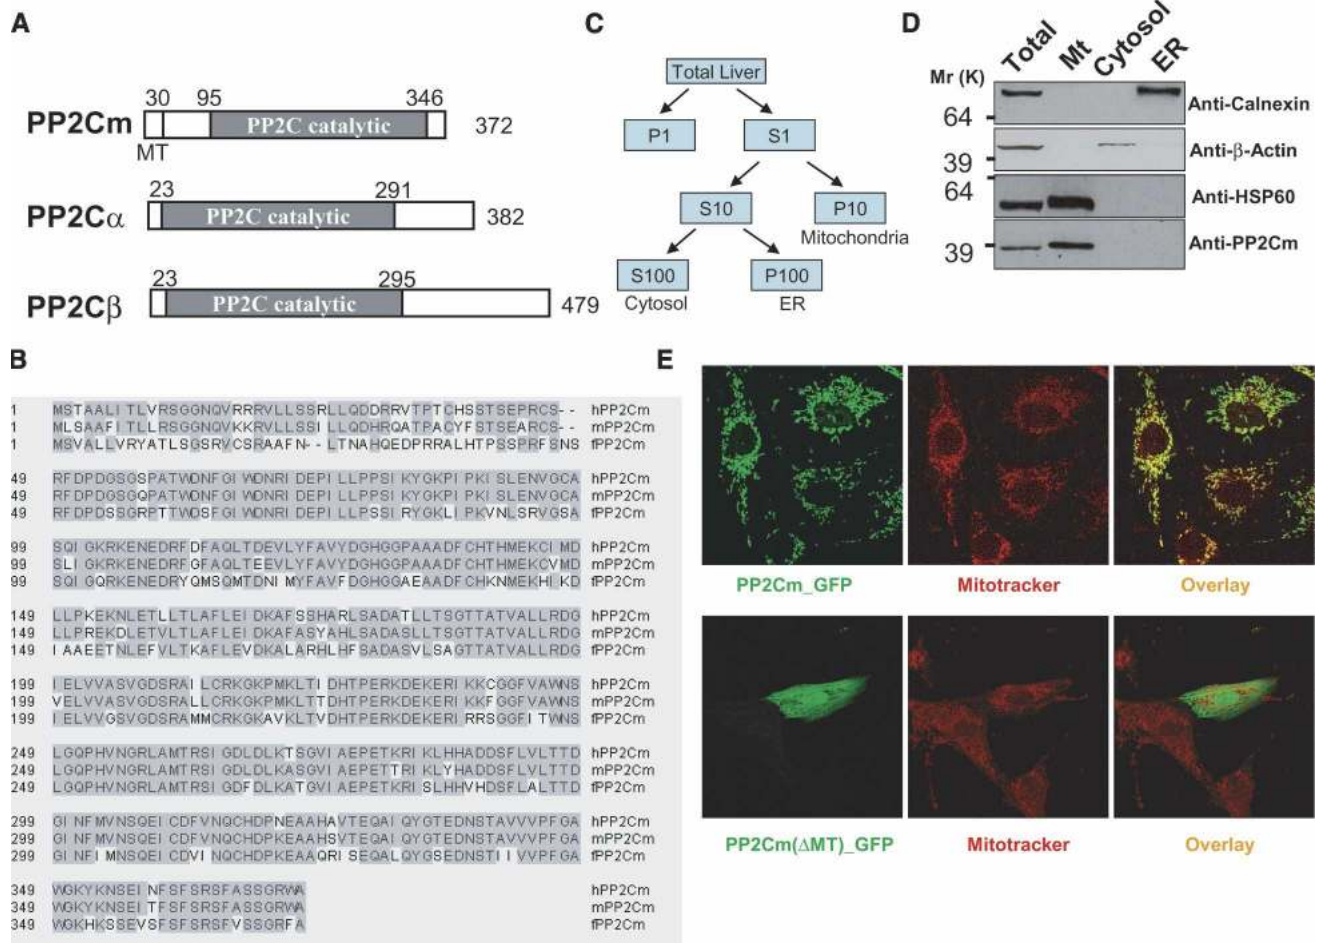 A
30 95 346
PP2Cm PP2C catalytic 372
MT
23 291
PP2Cα PP2C catalytic 382
23 295
PP2Cβ PP2C catalytic 479
C
Total Liver
P1 S1
S10 P10
Mitochondria
S100 P100
Cytosol ER
D
Total Mt Cytosol ER
Mr (K)
64 Anti-Calnexin
39 Anti-β-Actin
64 Anti-HSP60
39 Anti-PP2Cm
B
1 MSTAALITLVRSGGNQVRRRVLLSSRLLQDDRRVTPTCHSSTSEPRCS-- hPP2Cm
1 MLSAAFITLLRSGGNQVKKRVLLSSILLQDHRQATPACYFSTSEARCS-- mPP2Cm
1 MSVALLVRYATLSGSRVCSRAAFN--LTNAHQEDPRRALHTPSSPRFSNS fPP2Cm
49 RFDPDGSGSPATWDNFGIWDNRIDEPILLPPSIKYGKPIPKISLENVGCA hPP2Cm
49 RFDPDGSGQPATWDNFGIWDNRIDEPILLPPSIKYGKPIPKISLENVGCA mPP2Cm
49 RFDPDSSGRPTTWDSFGIWDNRIDEPILLPSSIRYGKLIPKVNLSRVGSA fPP2Cm
99 SQIGKRKENEDRFDFAQLTDEVLYFAVYDGHGGPAAADFCHTHMEKCIMD hPP2Cm
99 SLIGKRKENEDRFGFAQLTEEVLYFAVYDGHGGPAAADFCHTHMEKCVMD mPP2Cm
99 SQIGQRKENEDRYQMSQMTDNIMYFAVFDGHGGAEAADFCHKNMEKHIKD fPP2Cm
149 LLPKEKNLETLLTLAFLEIDKAFSSHARLSADATLLTSGTTATVALLRDG hPP2Cm
149 LLPREKDLETVLTLAFLEIDKAFASYAHLSADASLLTSGTTATVALLRDG mPP2Cm
149 IAAEETNLEFVLTKAFLEVDKALARHLHFSADASVLSAGTTATVALLRDG fPP2Cm
199 IELVVASVGDSRAILCRKGKPMKLTIDHTPERKDEKERIKKCGGFVAWNS hPP2Cm
199 VELVVASVGDSRALLCRKGKPMKLTTDHTPERKDEKERIKKFGGFVAWNS mPP2Cm
199 IELVVGSVGDSRAMMCRKGKAVKLTVDHTPERKDEKERIRRSGGFITWNS fPP2Cm
249 LGQPHVNGRLAMTRSIGDLDLKTSGVIAEPETKRIKLHHADDSFLVLTTD hPP2Cm
249 LGQPHVNGRLAMTRSIGDLDLKASGVIAEPETTRIKLYHADDSFLVLTTD mPP2Cm
249 LGQPHVNGRLAMTRSIGDFDLKATGVIAEPETKRISLHHVHDSFLALTTD fPP2Cm
299 GINFMVNSQEICDFVNQCHDPNEAAHAVTEQAIQYGTEDNSTAVVVPFGA hPP2Cm
299 GINFMVNSQEICDFVNQCHDPKEAAHSVTEQAIQYGTEDNSTAVVVPFGA mPP2Cm
299 GINFIMNSQEICDVINQCHDPKEAAQRISEQALQYGSEDNSTIIVVPFGA fPP2Cm
349 WGKYKNSEINFSFSRSFASSGRWA hPP2Cm
349 WGKYKNSEITFSFSRSFASSGRWA mPP2Cm
349 WGKHKSSEVSFSFSRSFVSSGRFA fPP2Cm
E
PP2Cm_GFP Mitotracker Overlay
PP2Cm(ΔMT)_GFP Mitotracker Overlay